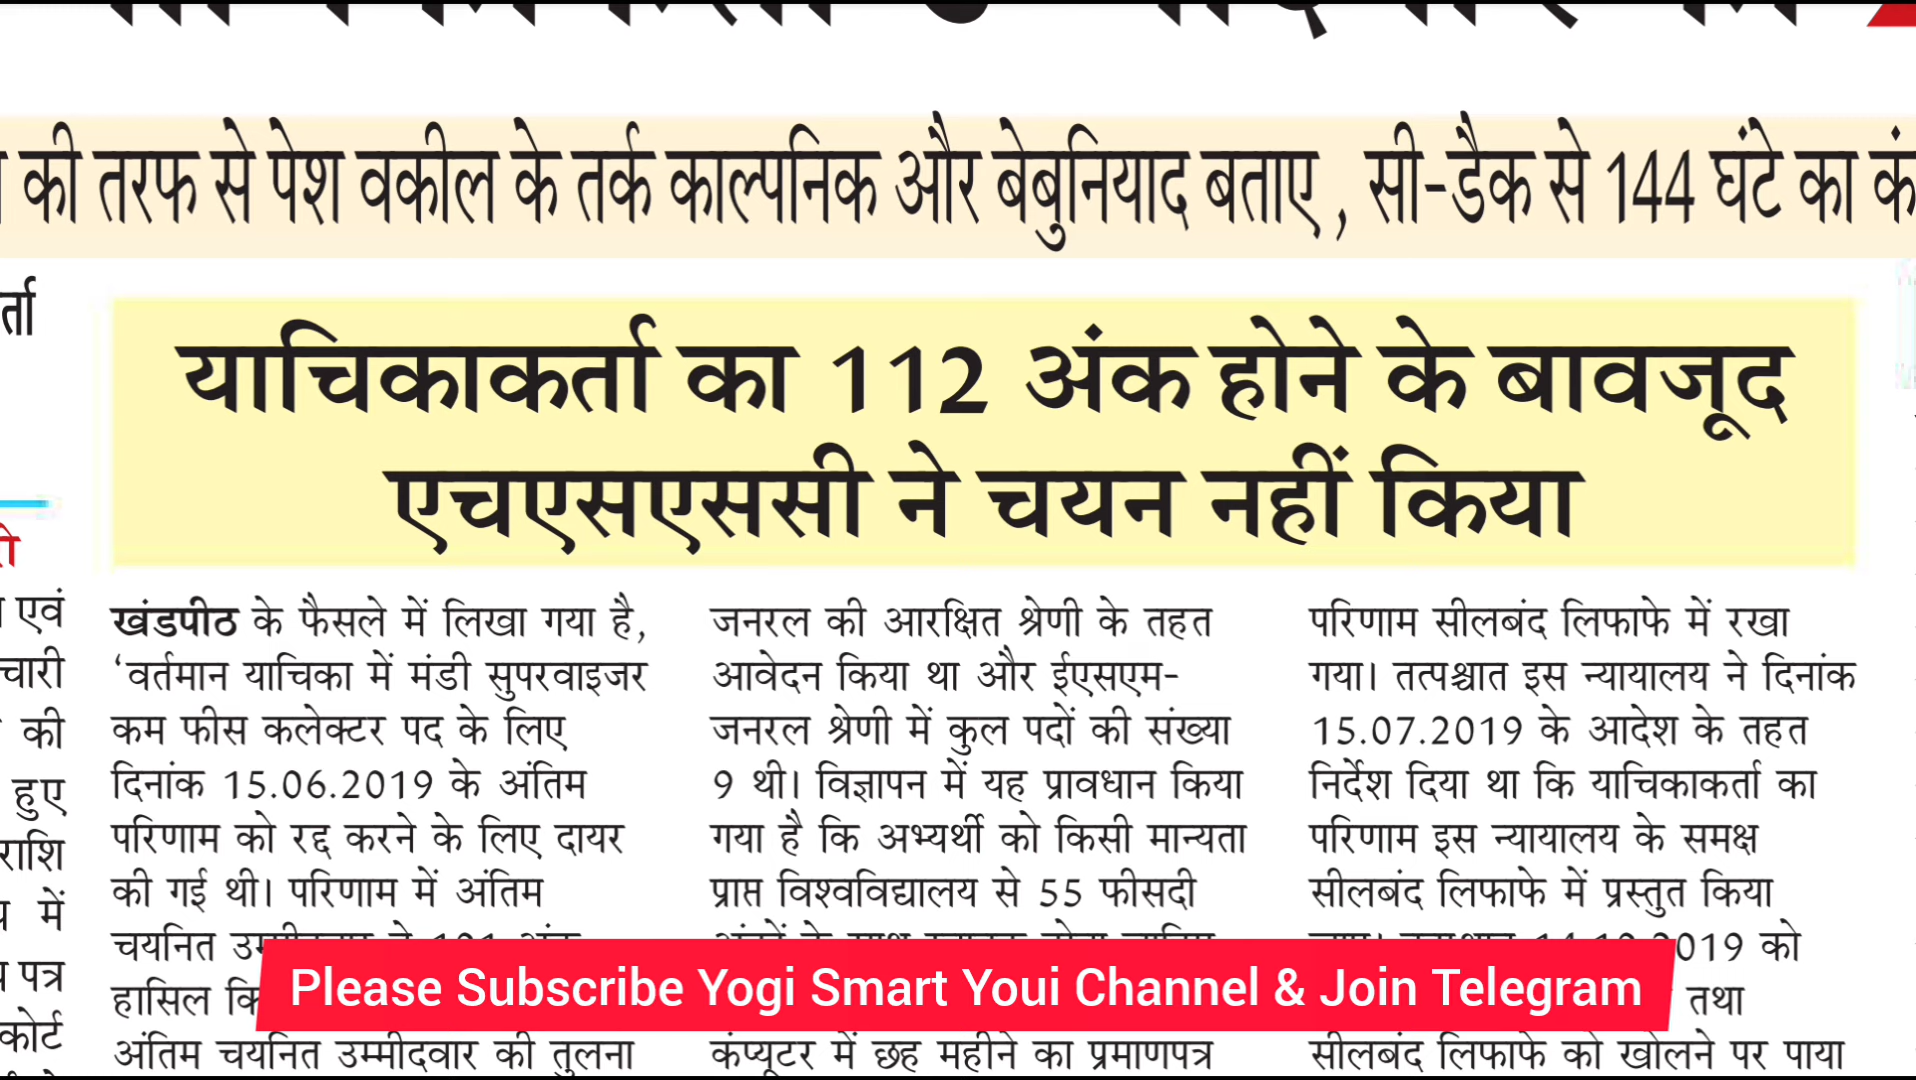 की तरफ से पेश वकील के तर्क काल्पनिक और बेबुनियाद बताए, सी-डैक से 144 घंटे का
र्ता
याचिकाकर्ता का 112 अंक होने के बावजूद
एचएसएससी ने चयन नहीं किया
एवं
चारी
की
हुए
राशि
में
पत्र
कोर्ट
खंडपीठ के फैसले में लिखा गया है,
‘वर्तमान याचिका में मंडी सुपरवाइजर
कम फीस कलेक्टर पद के लिए
दिनांक 15.06.2019 के अंतिम
परिणाम को रद्द करने के लिए दायर
की गई थी। परिणाम में अंतिम
चयनित
हासिल
अंतिम चयनित उम्मीदवार की तुलना
जनरल की आरक्षित श्रेणी के तहत
आवेदन किया था और ईएसएम-
जनरल श्रेणी में कुल पदों की संख्या
9 थी। विज्ञापन में यह प्रावधान किया
गया है कि अभ्यर्थी को किसी मान्यता
प्राप्त विश्वविद्यालय से 55 फीसदी
कंप्यूटर में छह महीने का प्रमाणपत्र
परिणाम सीलबंद लिफाफे में रखा
गया। तत्पश्चात इस न्यायालय ने दिनांक
15.07.2019 के आदेश के तहत
निर्देश दिया था कि याचिकाकर्ता का
परिणाम इस न्यायालय के समक्ष
सीलबंद लिफाफे में प्रस्तुत किया
019 को
तथा
सीलबंद लिफाफे को खोलने पर पाया
Please Subscribe Yogi Smart Youi Channel & Join Telegram